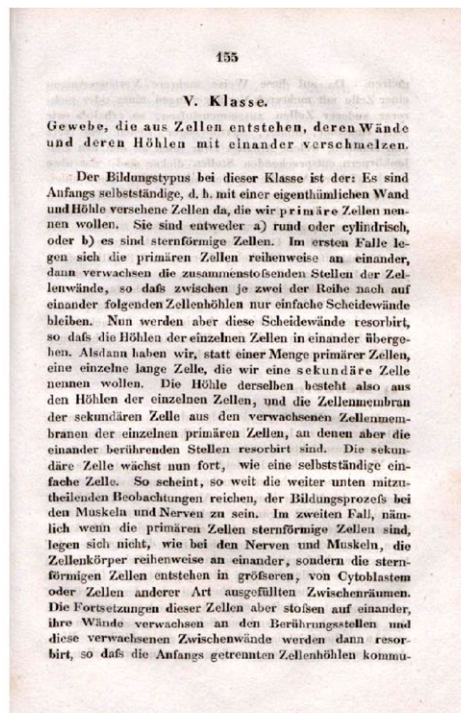 155
V. Klasse.
Gewebe, die aus Zellen entstehen, deren Wände
und deren Höhlen mit einander verschmelzen.
Der Bildungstypus bei dieser Klasse ist der: Es sind
Anfangs selbstständige, d. h. mit einer eigenthümlichen Wand
und Höhle versehene Zellen da, die wir primäre Zellen nen-
nen wollen. Sie sind entweder a) rund oder cylindrisch,
oder b) es sind sternförmige Zellen. Im ersten Falle le-
gen sich die primären Zellen reihenweise an einander,
dann verwachsen die zusammenstofsenden Stellen der Zel-
lenwände, so dafs zwischen je zwei der Reihe nach auf
einander folgenden Zellenhöhlen nur einfache Scheidewände
bleiben. Nun werden aber diese Scheidewände resorbirt,
so dafs die Höhlen der einzelnen Zellen in einander überge-
hen. Alsdann haben wir, statt einer Menge primärer Zellen,
eine einzelne lange Zelle, die wir eine sekundäre Zelle
nennen wollen. Die Höhle derselben besteht also aus
den Höhlen der einzelnen Zellen, und die Zellenmembran
der sekundären Zelle aus den verwachsenen Zellenmem-
branen der einzelnen primären Zellen, an denen aber die
einander berührenden Stellen resorbirt sind. Die sekun-
däre Zelle wächst nun fort, wie eine selbstständige ein-
fache Zelle. So scheint, so weit die weiter unten mitzu-
theilenden Beobachtungen reichen, der Bildungsprozefs bei
den Muskeln und Nerven zu sein. Im zweiten Fall, näm-
lich wenn die primären Zellen sternförmige Zellen sind,
legen sich nicht, wie bei den Nerven und Muskeln, die
Zellenkörper reihenweise an einander, sondern die stern-
förmigen Zellen entstehen in gröfseren, von Cytoblastem
oder Zellen anderer Art ausgefüllten Zwischenräumen.
Die Fortsetzungen dieser Zellen aber stofsen auf einander,
ihre Wände verwachsen an den Berührungsstellen und
diese verwachsenen Zwischenwände werden dann resor-
birt, so dafs die Anfangs getrennten Zellenhöhlen kommu-